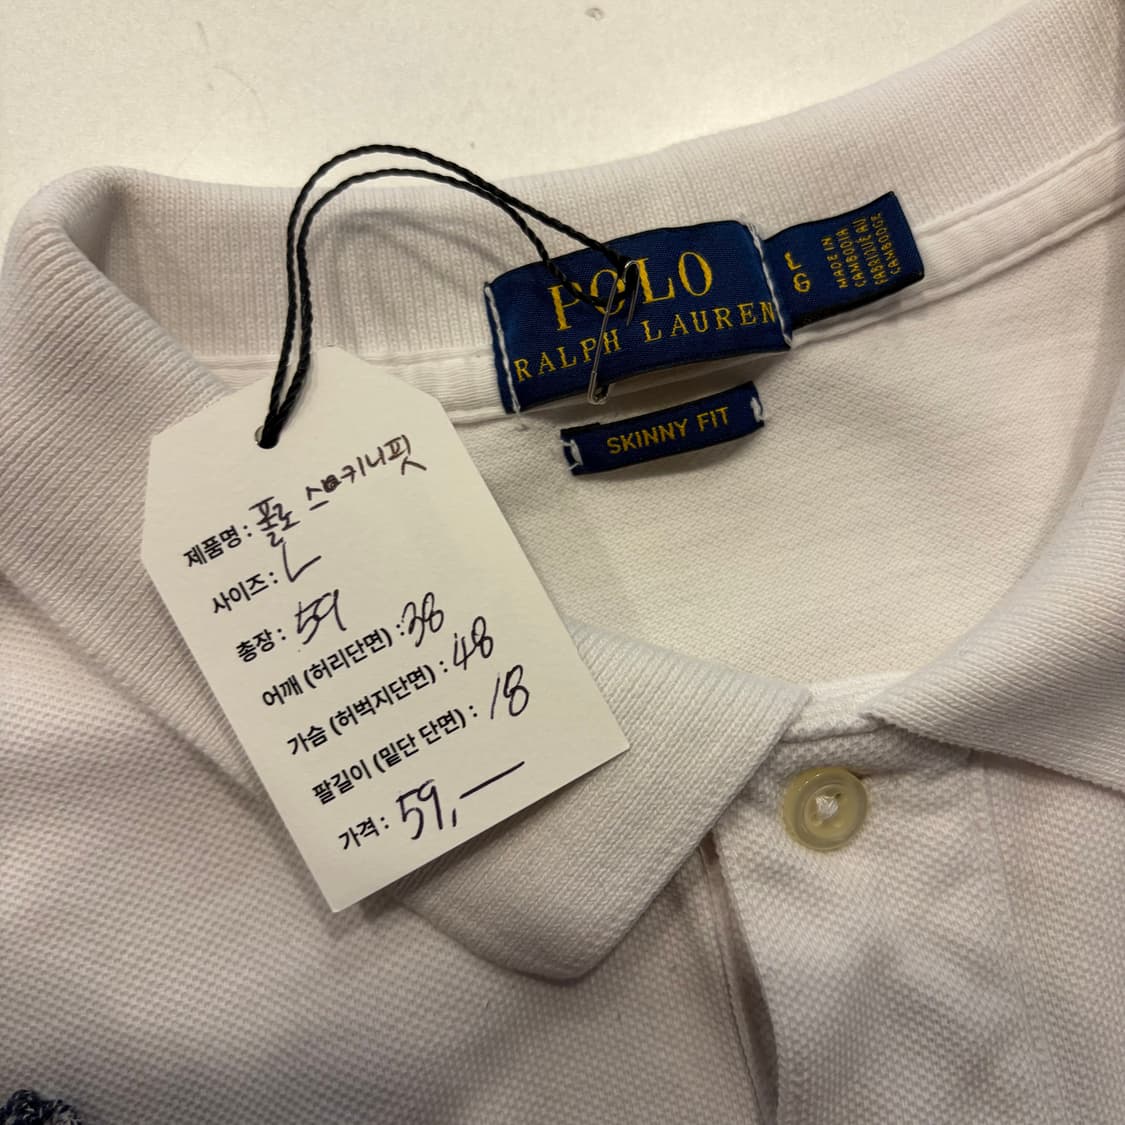 POLO
RALPH LAUREN
L
G
MADE IN
CAMBODIA
FABRIQUÉ AU
CAMBODGE
SKINNY FIT
제품명: 폴로 스키니핏
사이즈: L
총장: 59
어깨 (허리단면) : 38
가슴 (허벅지단면) : 48
팔길이 (밑단 단면) : 18
가격: 59,—